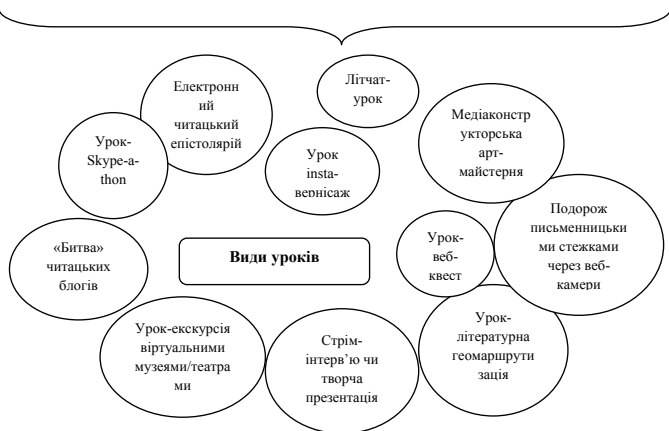 Літчат-
урок
Електронн
ий
читацький
епістолярій
Медіаконстр
укторська
арт-
майстерня
Урок-
Skype-a-
thon
Урок
insta-
вернісаж
Подорож
письменницьки
ми стежками
через веб-
камери
«Битва»
читацьких
блогів
Види уроків
Урок-
веб-
квест
Урок-екскурсія
віртуальними
музеями/театра
ми
Стрім-
інтерв’ю чи
творча
презентація
Урок-
літературна
геомаршрути
зація